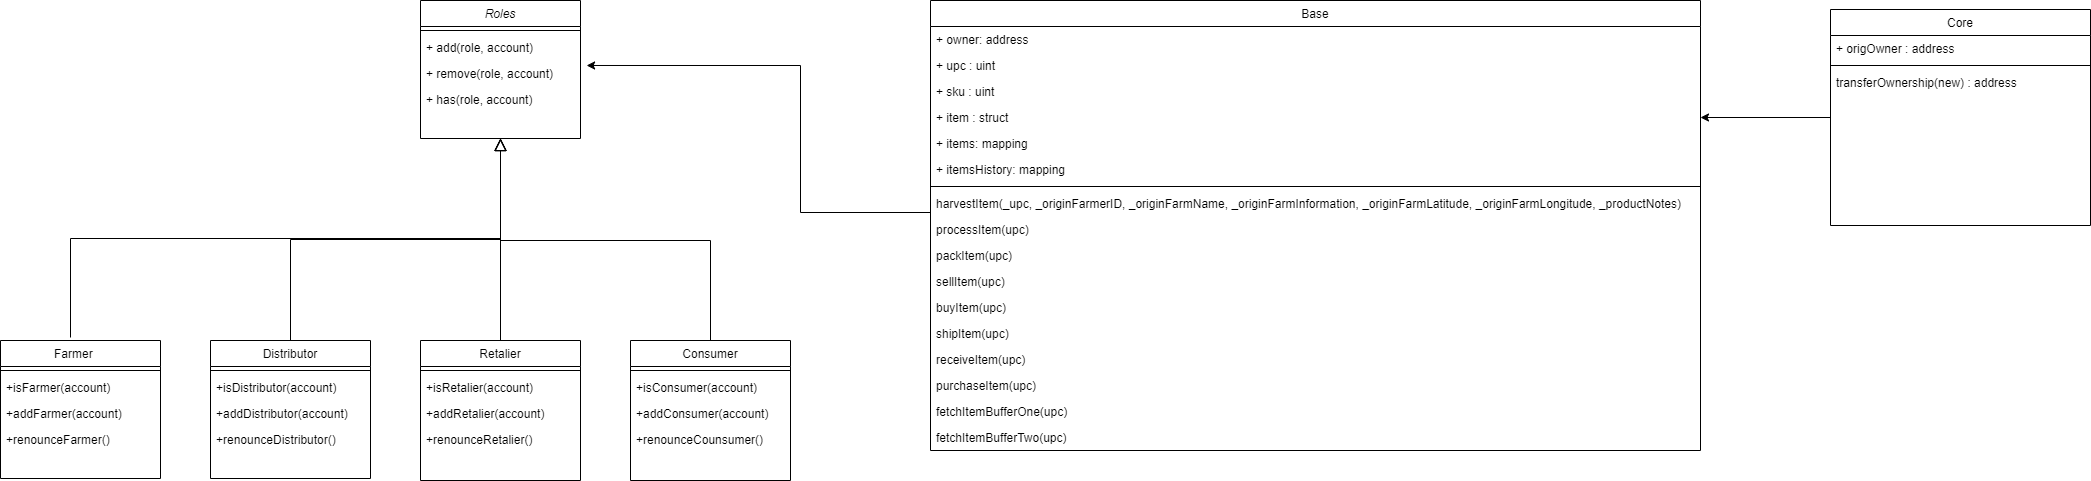 Roles
+ add(role, account)
+ remove(role, account)
+ has(role, account)
Base
+ owner: address
+ upc : uint
+ sku : uint
+ item : struct
+ items: mapping
+ itemsHistory: mapping
harvestItem(_upc, _originFarmerID, _originFarmName, _originFarmInformation, _originFarmLatitude, _originFarmLongitude, _productNotes)
processItem(upc)
packItem(upc)
sellItem(upc)
buyItem(upc)
shipItem(upc)
receiveItem(upc)
purchaseItem(upc)
fetchItemBufferOne(upc)
fetchItemBufferTwo(upc)
Core
+ origOwner : address
transferOwnership(new) : address
Farmer
+isFarmer(account)
+addFarmer(account)
+renounceFarmer()
Distributor
+isDistributor(account)
+addDistributor(account)
+renounceDistributor()
Retalier
+isRetalier(account)
+addRetalier(account)
+renounceRetalier()
Consumer
+isConsumer(account)
+addConsumer(account)
+renounceCounsumer()